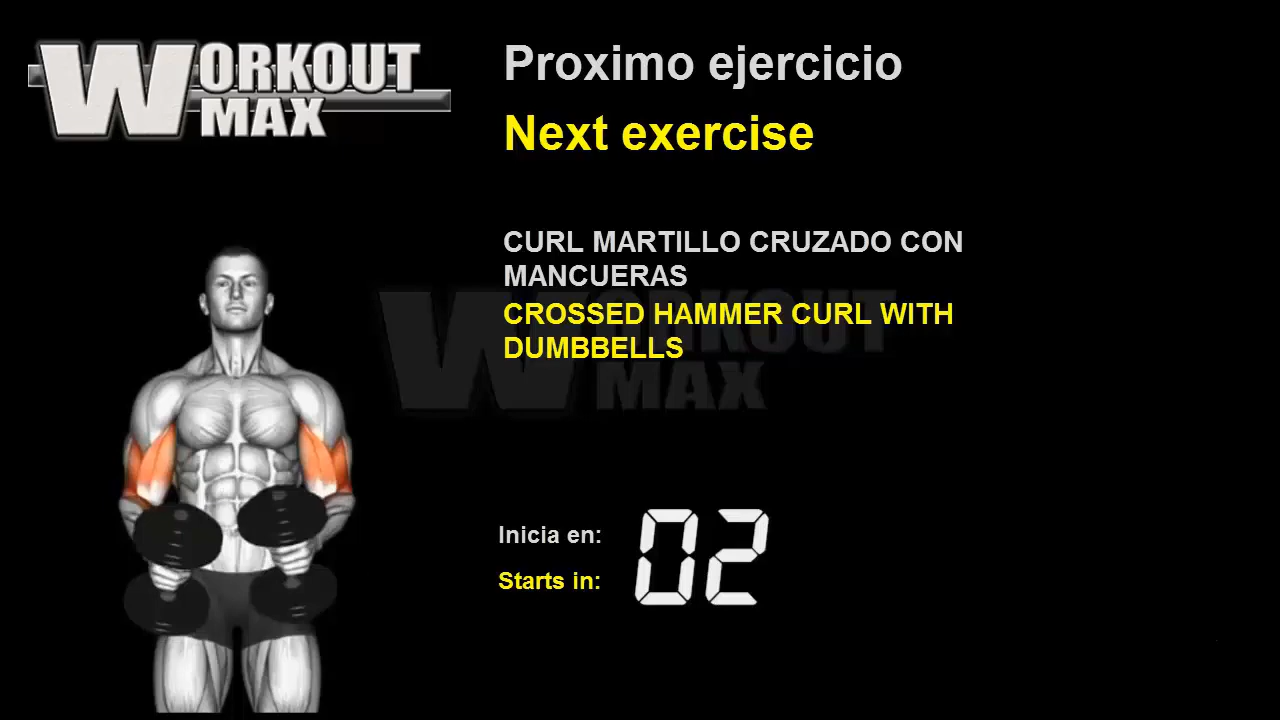 WORKOUT
MAX
Proximo ejercicio
Next exercise
CURL MARTILLO CRUZADO CON
MANCUERAS
CROSSED HAMMER CURL WITH
DUMBBELLS
WORKOUT
MAX
Inicia en:
Starts in:
02